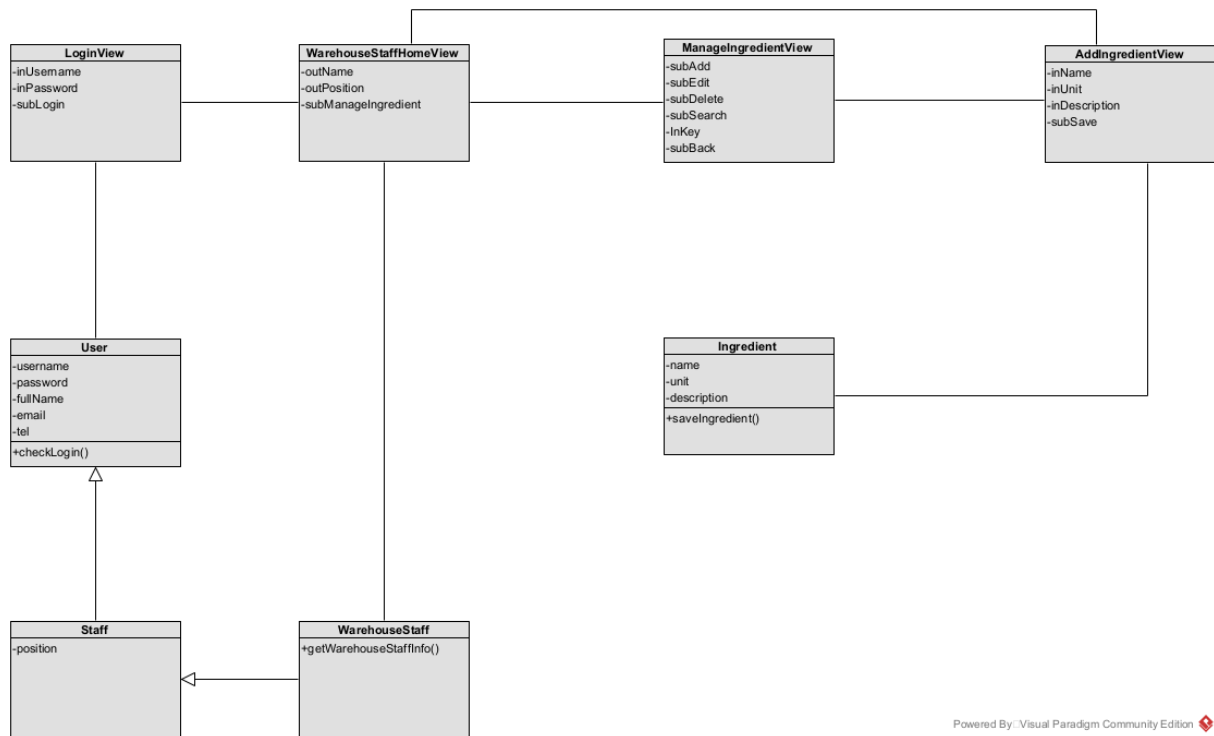 LoginView
-inUsername
-inPassword
-subLogin
WarehouseStaffHomeView
-outName
-outPosition
-subManageIngredient
ManageIngredientView
-subAdd
-subEdit
-subDelete
-subSearch
-InKey
-subBack
AddIngredientView
-inName
-inUnit
-inDescription
-subSave
User
-username
-password
-fullName
-email
-tel
+checkLogin()
Ingredient
-name
-unit
-description
+saveIngredient()
Staff
-position
WarehouseStaff
+getWarehouseStaffInfo()
Powered By Visual Paradigm Community Edition